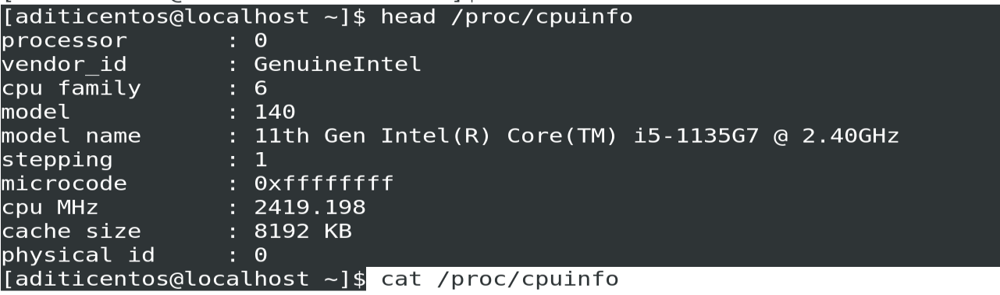 [aditicentos@localhost ~]$ head /proc/cpuinfo
processor : 0
vendor_id : GenuineIntel
cpu family : 6
model : 140
model name : 11th Gen Intel(R) Core(TM) i5-1135G7 @ 2.40GHz
stepping : 1
microcode : 0xffffffff
cpu MHz : 2419.198
cache size : 8192 KB
physical id : 0
[aditicentos@localhost ~]$ cat /proc/cpuinfo